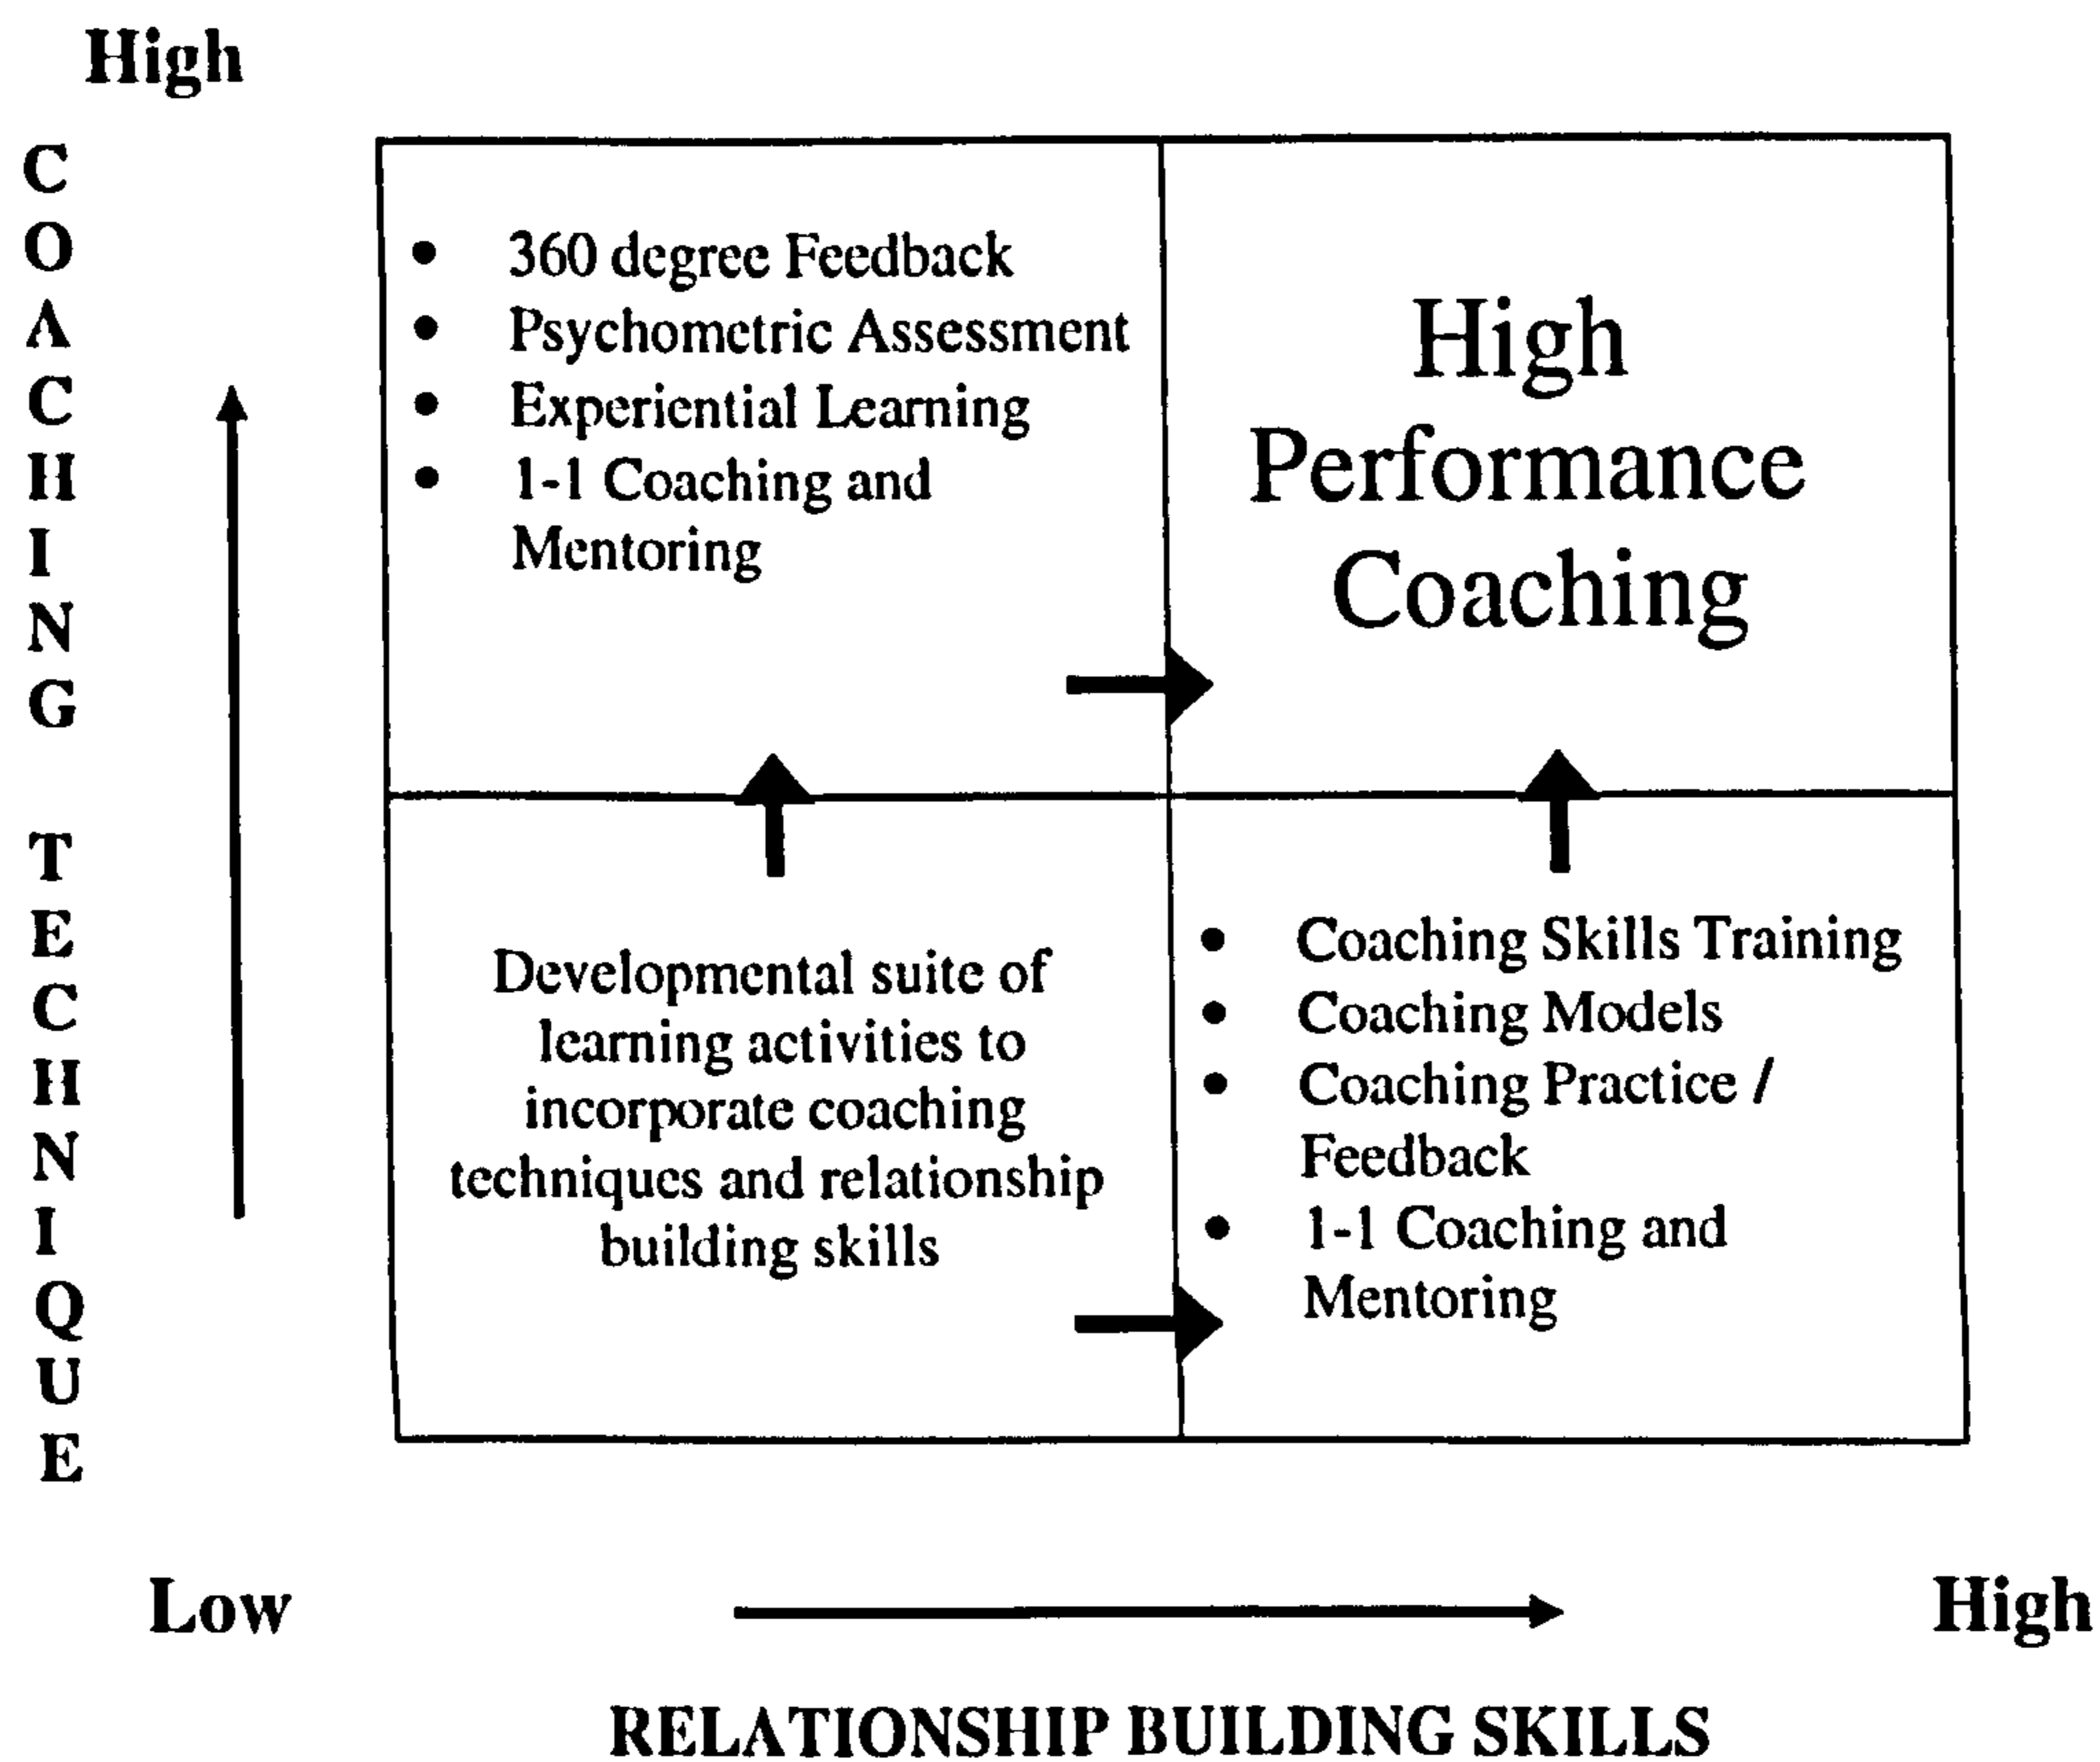 High
COACHING TECHNIQUE
• 360 degree Feedback
• Psychometric Assessment
• Experiential Learning
• 1-1 Coaching and
Mentoring
High
Performance
Coaching
Developmental suite of
learning activities to
incorporate coaching
techniques and relationship
building skills
• Coaching Skills Training
• Coaching Models
• Coaching Practice /
Feedback
• 1-1 Coaching and
Mentoring
Low
High
RELATIONSHIP BUILDING SKILLS